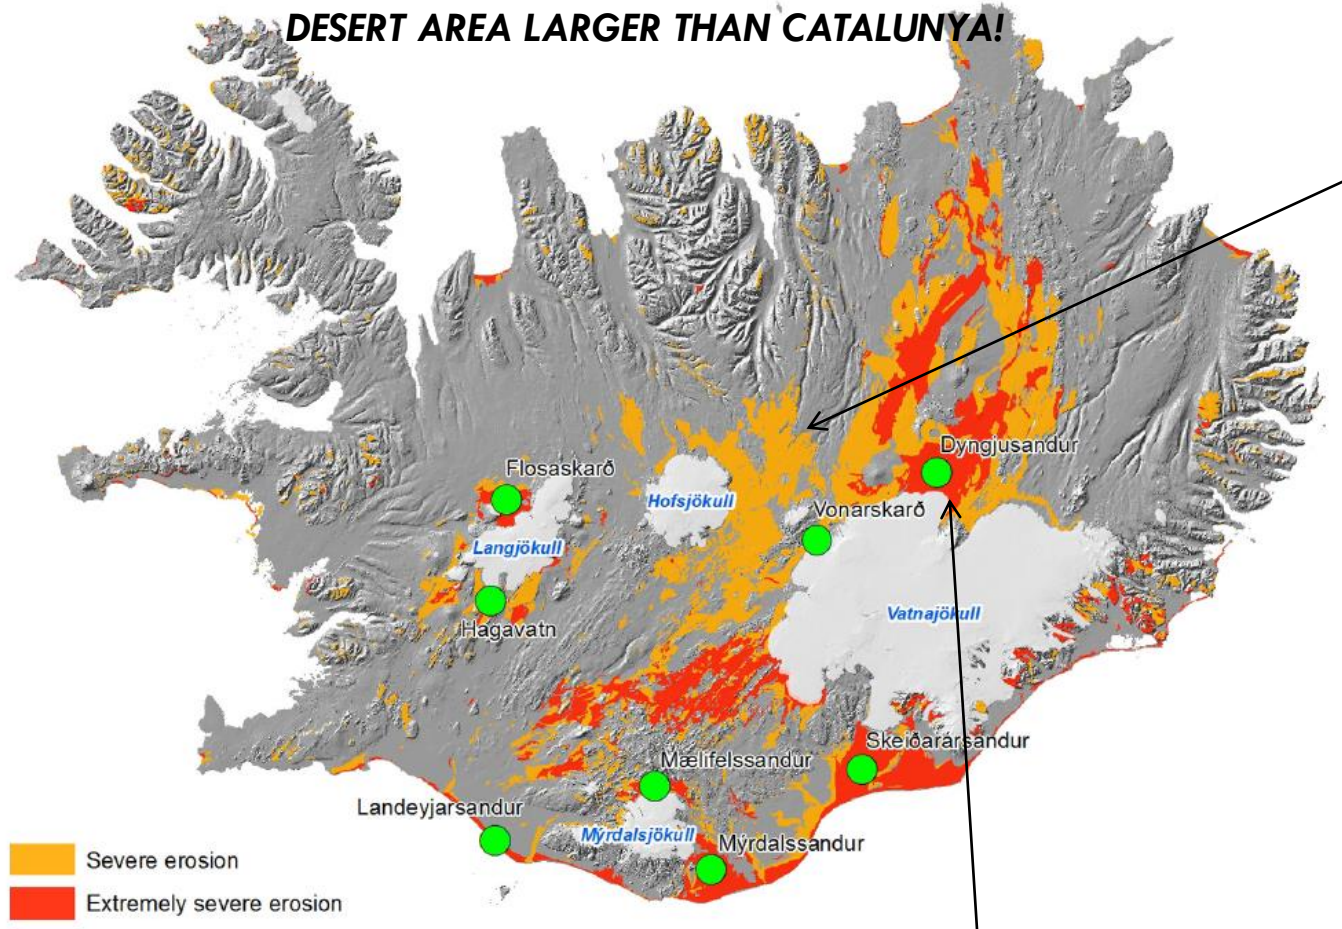 DESERT AREA LARGER THAN CATALUNYA!
Dyngjusandur
Flosaskarð
Hofsjökull
Vonarskarð
Langjökull
Hagavatn
Vatnajökull
Skeiðarársandur
Mælifelssandur
Landeyjarsandur
Mýrdalsjökull
Mýrdalssandur
Severe erosion
Extremely severe erosion